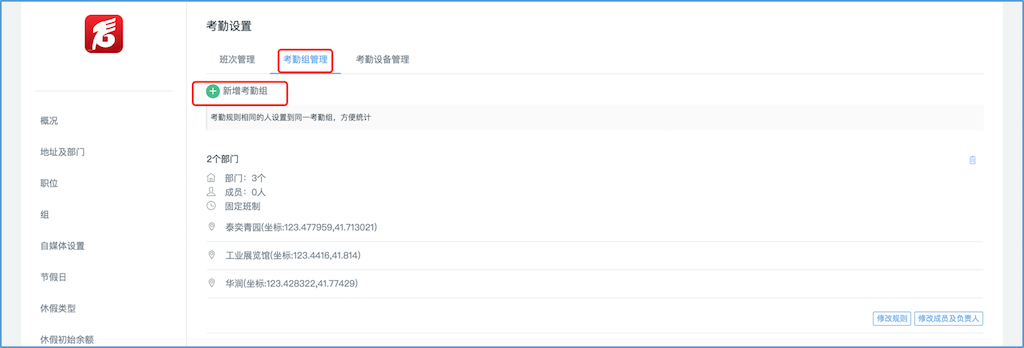 考勤设置
班次管理 考勤组管理 考勤设备管理
新增考勤组
考勤规则相同的人设置到同一考勤组，方便统计
概况
地址及部门
职位
组
自媒体设置
节假日
休假类型
休假初始余额
2个部门
部门：3个
成员：0人
固定班制
泰奕青园(坐标:123.477959,41.713021)
工业展览馆(坐标:123.4416,41.814)
华润(坐标:123.428322,41.77429)
修改规则 修改成员及负责人